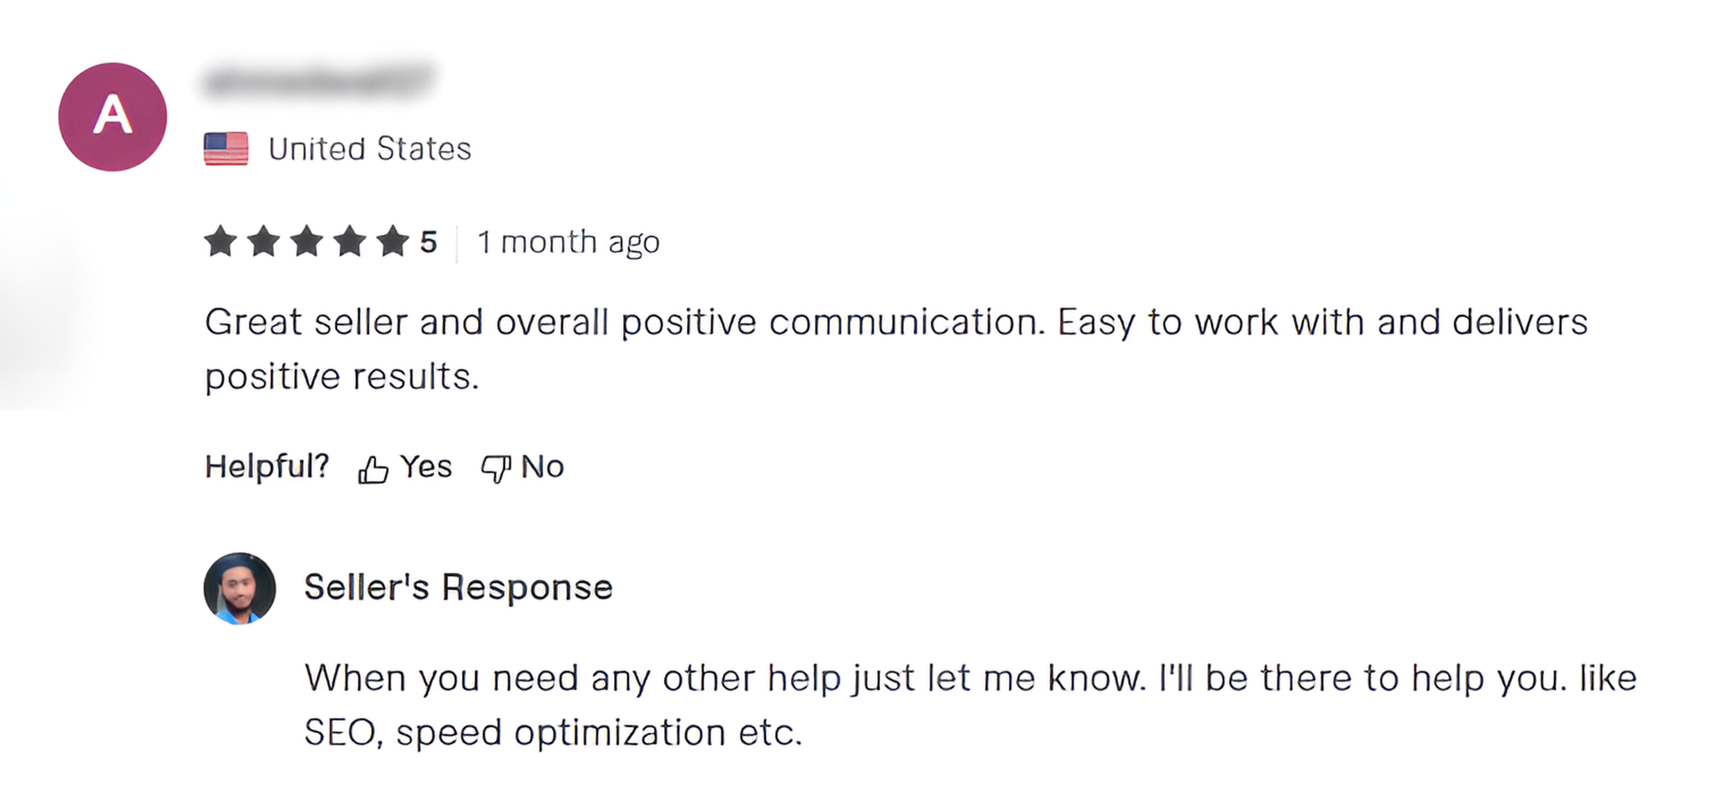 A
United States
5 1 month ago
Great seller and overall positive communication. Easy to work with and delivers
positive results.
Helpful? Yes No
Seller's Response
When you need any other help just let me know. I'll be there to help you. like
SEO, speed optimization etc.